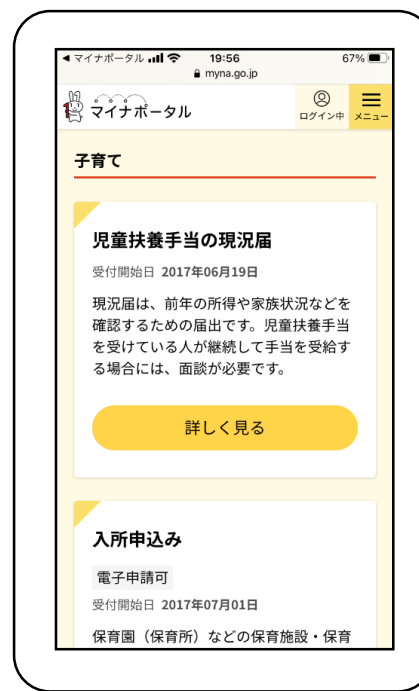 ◀ マイナポータル 19:56 67%
myna.go.jp
マイナポータル ログイン中 メニュー
子育て
児童扶養手当の現況届
受付開始日 2017年06月19日
現況届は、前年の所得や家族状況などを
確認するための届出です。児童扶養手当
を受けている人が継続して手当を受給す
る場合には、面談が必要です。
詳しく見る
入所申込み
電子申請可
受付開始日 2017年07月01日
保育園（保育所）などの保育施設・保育